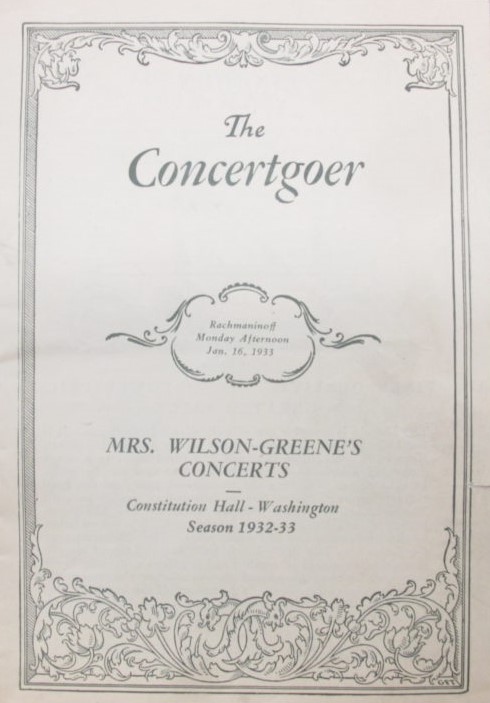 The
Concertgoer
Rachmaninoff
Monday Afternoon
Jan. 16, 1933
MRS. WILSON-GREENE'S
CONCERTS
Constitution Hall - Washington
Season 1932-33